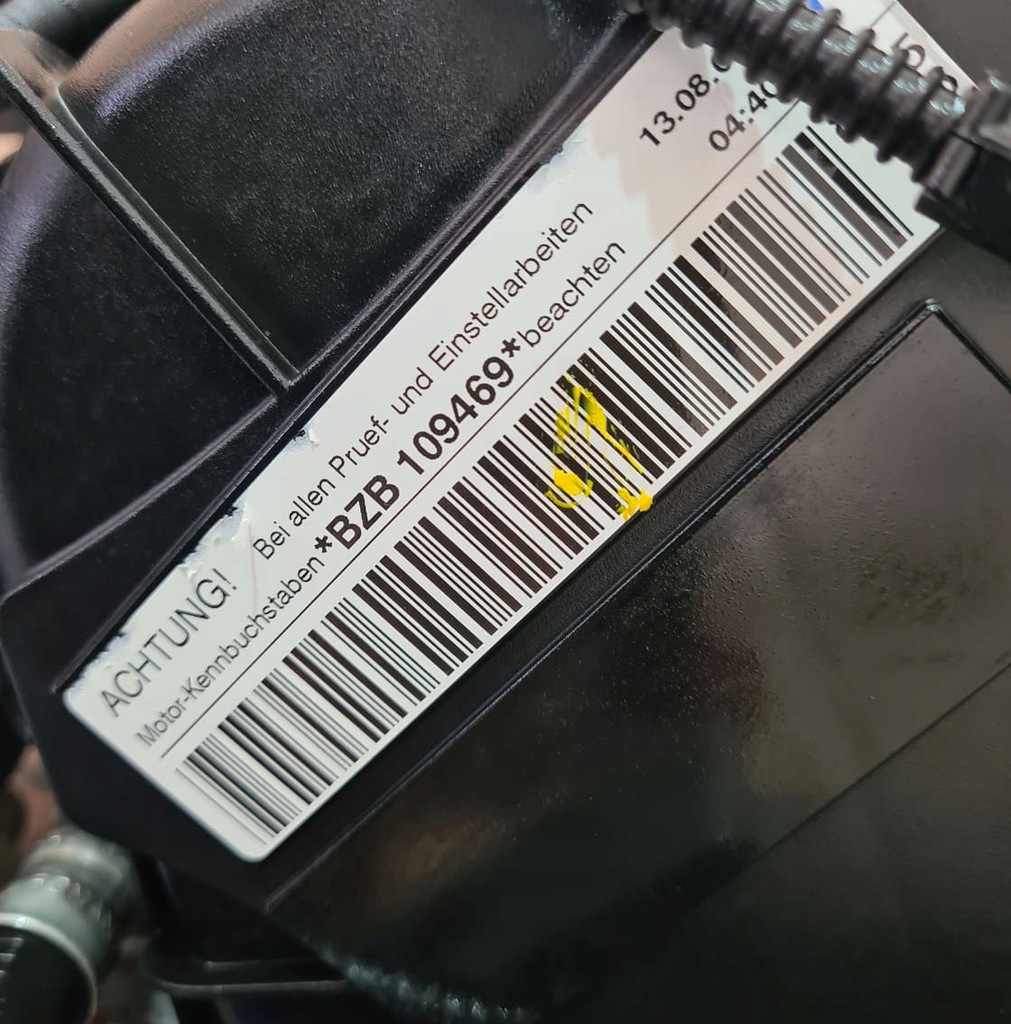 ACHTUNG! Bei allen Pruef- und Einstellarbeiten
Motor-Kennbuchstaben *BZB 109469* beachten
13.08.
04:40